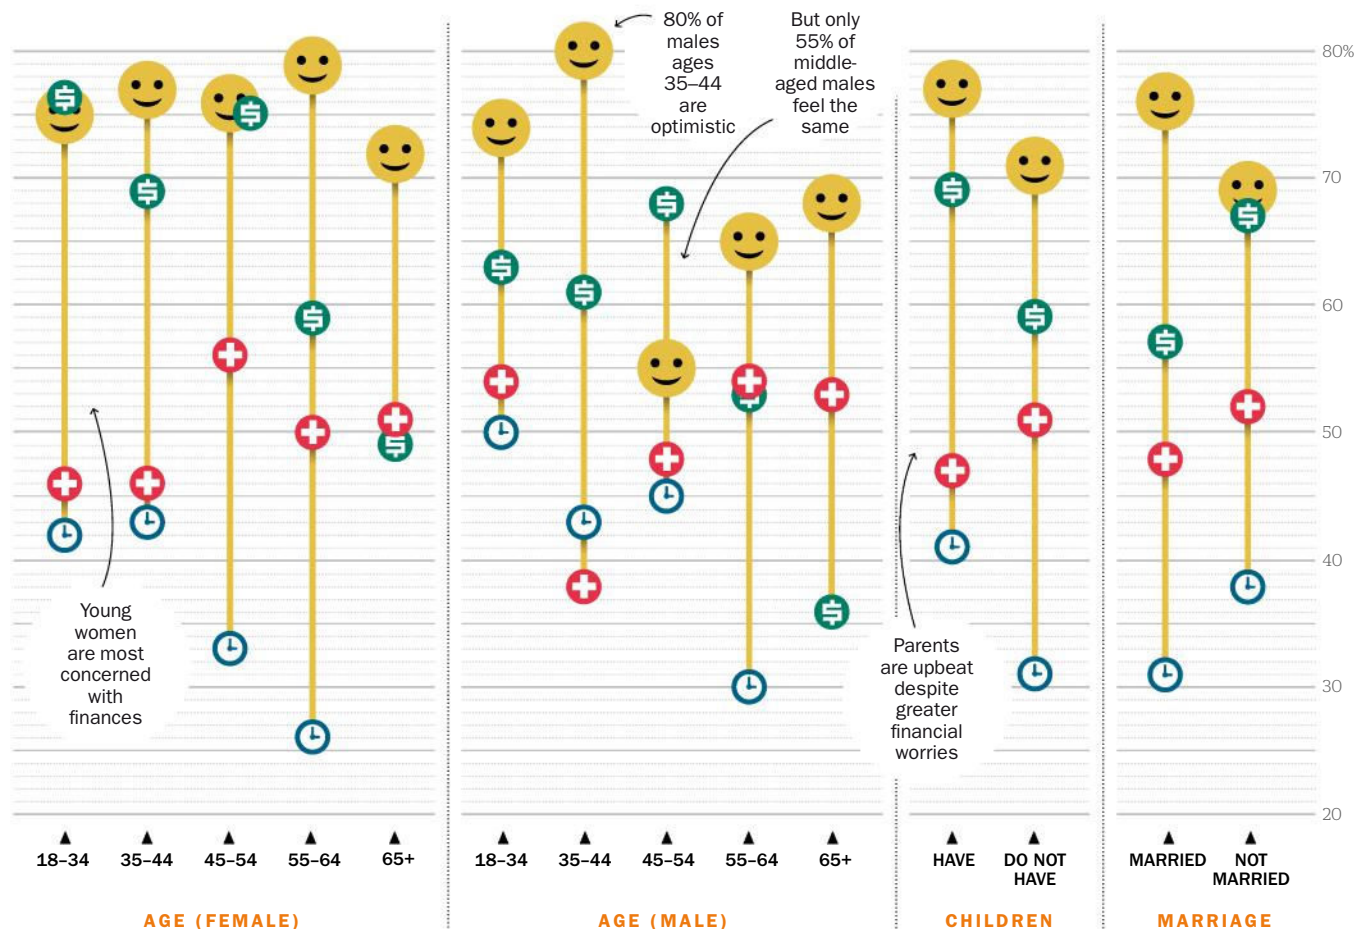 80% of
males
ages
35–44
are
optimistic
But only
55% of
middle-
aged males
feel the
same
80%
70
60
50
40
30
20
Young
women
are most
concerned
with
finances
Parents
are upbeat
despite
greater
financial
worries
18–34
35–44
45–54
55–64
65+
18–34
35–44
45–54
55–64
65+
HAVE
DO NOT
HAVE
MARRIED
NOT
MARRIED
AGE (FEMALE)
AGE (MALE)
CHILDREN
MARRIAGE